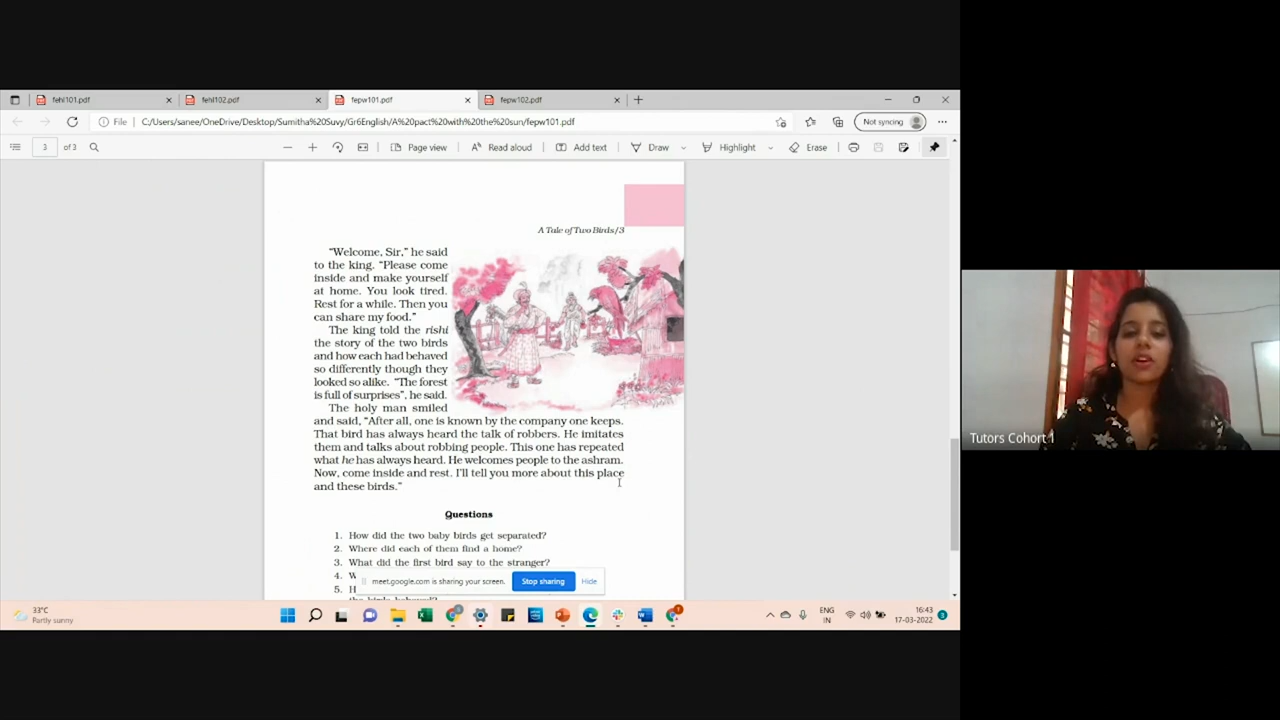 fehl101.pdf
fehl102.pdf
fepw101.pdf
fepw102.pdf
File
C:/Users/sanee/OneDrive/Desktop/Sumitha%20Suvy/Gr6English/A%20pact%20with%20the%20sun/fepw101.pdf
Not syncing
3 of 3
Page view
Read aloud
Add text
Draw
Highlight
Erase
A Tale of Two Birds/3
“Welcome, Sir,” he said
to the king. “Please come
inside and make yourself
at home. You look tired.
Rest for a while. Then you
can share my food.”
The king told the rishi
the story of the two birds
and how each had behaved
so differently though they
looked so alike. “The forest
is full of surprises”, he said.
The holy man smiled
and said, “After all, one is known by the company one keeps.
That bird has always heard the talk of robbers. He imitates
them and talks about robbing people. This one has repeated
what he has always heard. He welcomes people to the ashram.
Now, come inside and rest. I’ll tell you more about this place
and these birds.”
Questions
1. How did the two baby birds get separated?
2. Where did each of them find a home?
3. What did the first bird say to the stranger?
4. W
5. H
meet.google.com is sharing your screen.
Stop sharing
Hide
Tutors Cohort 1
33°C
Partly sunny
ENG
IN
16:43
17-03-2022
3